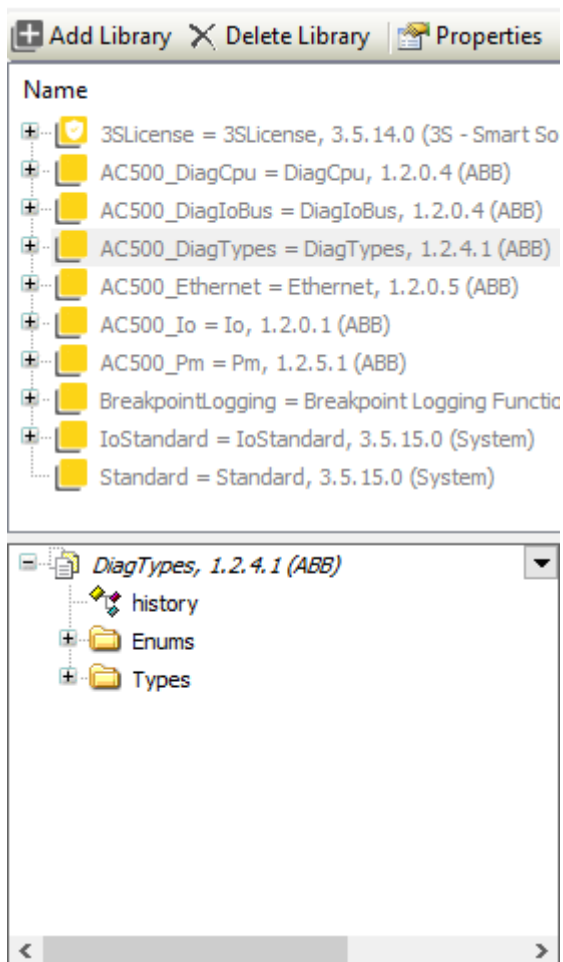 Add Library Delete Library Properties
Name
3SLicense = 3SLicense, 3.5.14.0 (3S - Smart So
AC500_DiagCpu = DiagCpu, 1.2.0.4 (ABB)
AC500_DiagIoBus = DiagIoBus, 1.2.0.4 (ABB)
AC500_DiagTypes = DiagTypes, 1.2.4.1 (ABB)
AC500_Ethernet = Ethernet, 1.2.0.5 (ABB)
AC500_Io = Io, 1.2.0.1 (ABB)
AC500_Pm = Pm, 1.2.5.1 (ABB)
BreakpointLogging = Breakpoint Logging Functio
IoStandard = IoStandard, 3.5.15.0 (System)
Standard = Standard, 3.5.15.0 (System)
DiagTypes, 1.2.4.1 (ABB)
history
Enums
Types